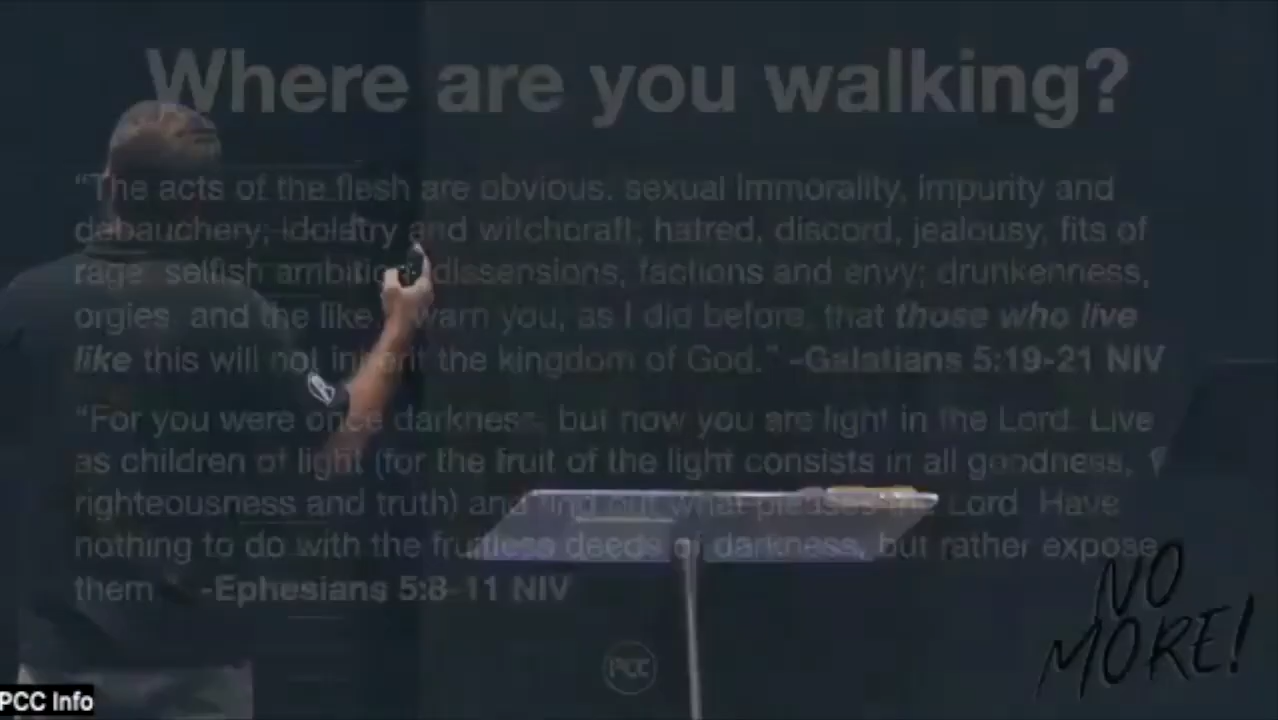 Where are you walking?
“The acts of the flesh are obvious: sexual immorality, impurity and
debauchery; idolatry and witchcraft; hatred, discord, jealousy, fits of
rage, selfish ambition, dissensions, factions and envy; drunkenness,
orgies, and the like. I warn you, as I did before, that those who live
like this will not inherit the kingdom of God.” -Galatians 5:19-21 NIV
“For you were once darkness, but now you are light in the Lord. Live
as children of light (for the fruit of the light consists in all goodness,
righteousness and truth) and find out what pleases the Lord. Have
nothing to do with the fruitless deeds of darkness, but rather expose
them. -Ephesians 5:8-11 NIV
NO
MORE!
PCC
PCC Info